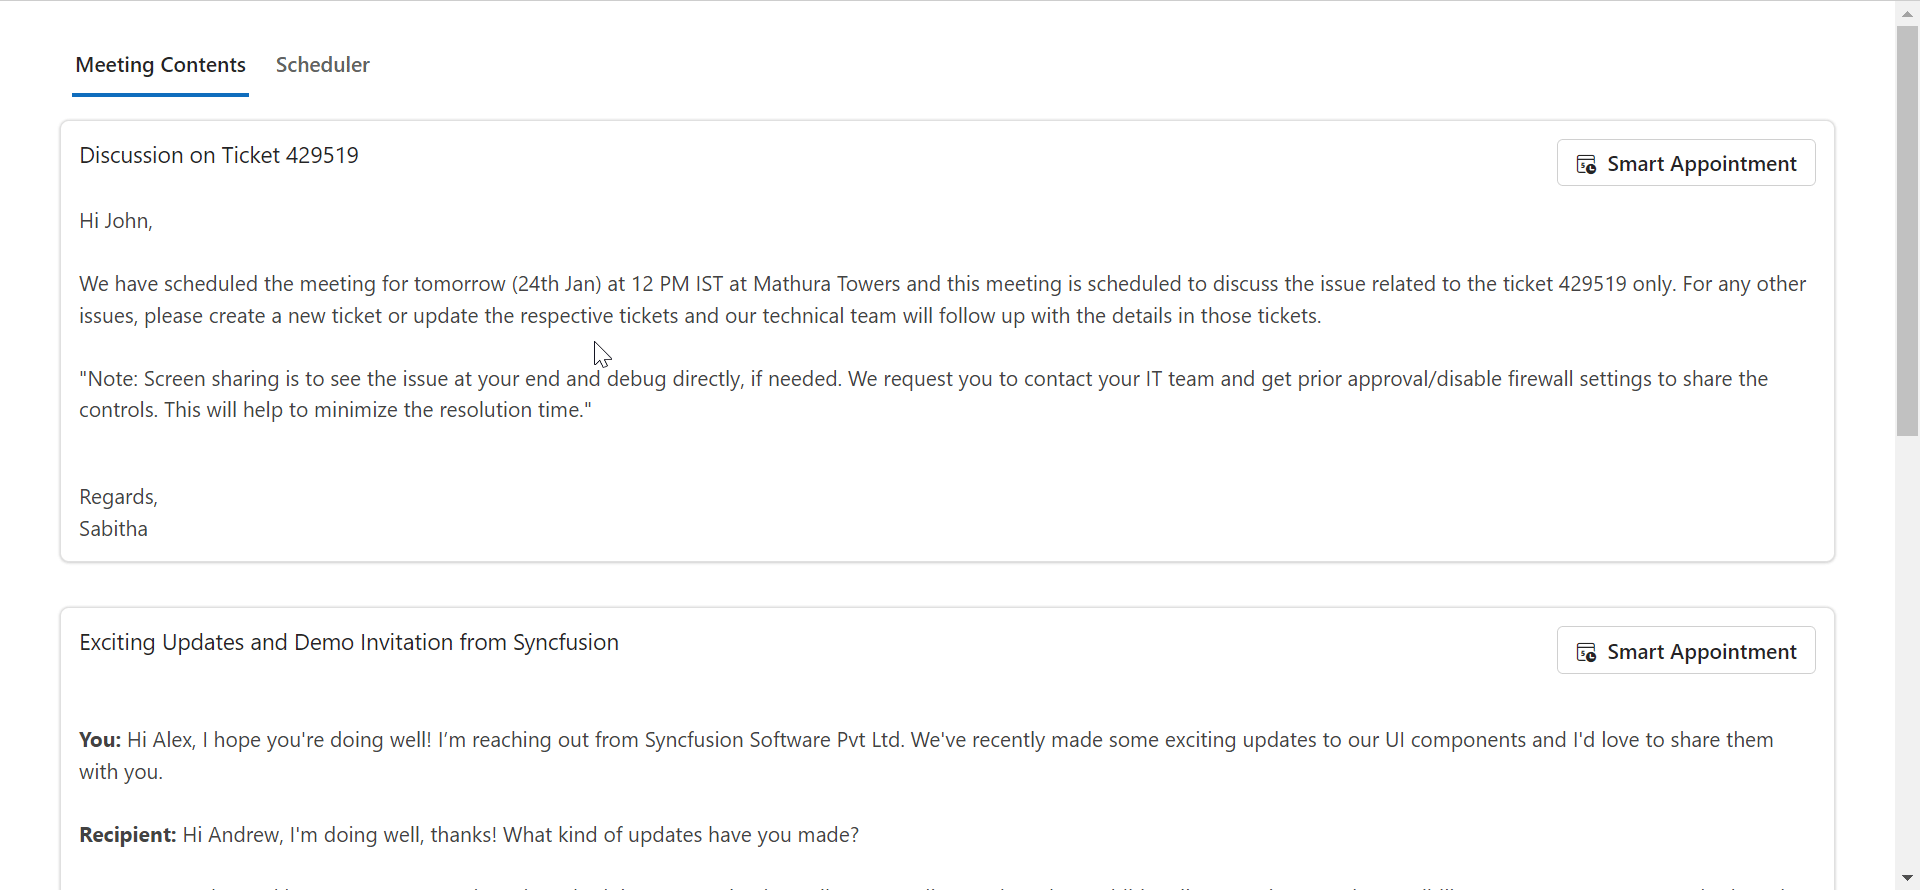 Meeting Contents Scheduler
Discussion on Ticket 429519
Smart Appointment
Hi John,
We have scheduled the meeting for tomorrow (24th Jan) at 12 PM IST at Mathura Towers and this meeting is scheduled to discuss the issue related to the ticket 429519 only. For any other
issues, please create a new ticket or update the respective tickets and our technical team will follow up with the details in those tickets.
"Note: Screen sharing is to see the issue at your end and debug directly, if needed. We request you to contact your IT team and get prior approval/disable firewall settings to share the
controls. This will help to minimize the resolution time."
Regards,
Sabitha
Exciting Updates and Demo Invitation from Syncfusion
Smart Appointment
You: Hi Alex, I hope you're doing well! I’m reaching out from Syncfusion Software Pvt Ltd. We've recently made some exciting updates to our UI components and I'd love to share them
with you.
Recipient: Hi Andrew, I'm doing well, thanks! What kind of updates have you made?